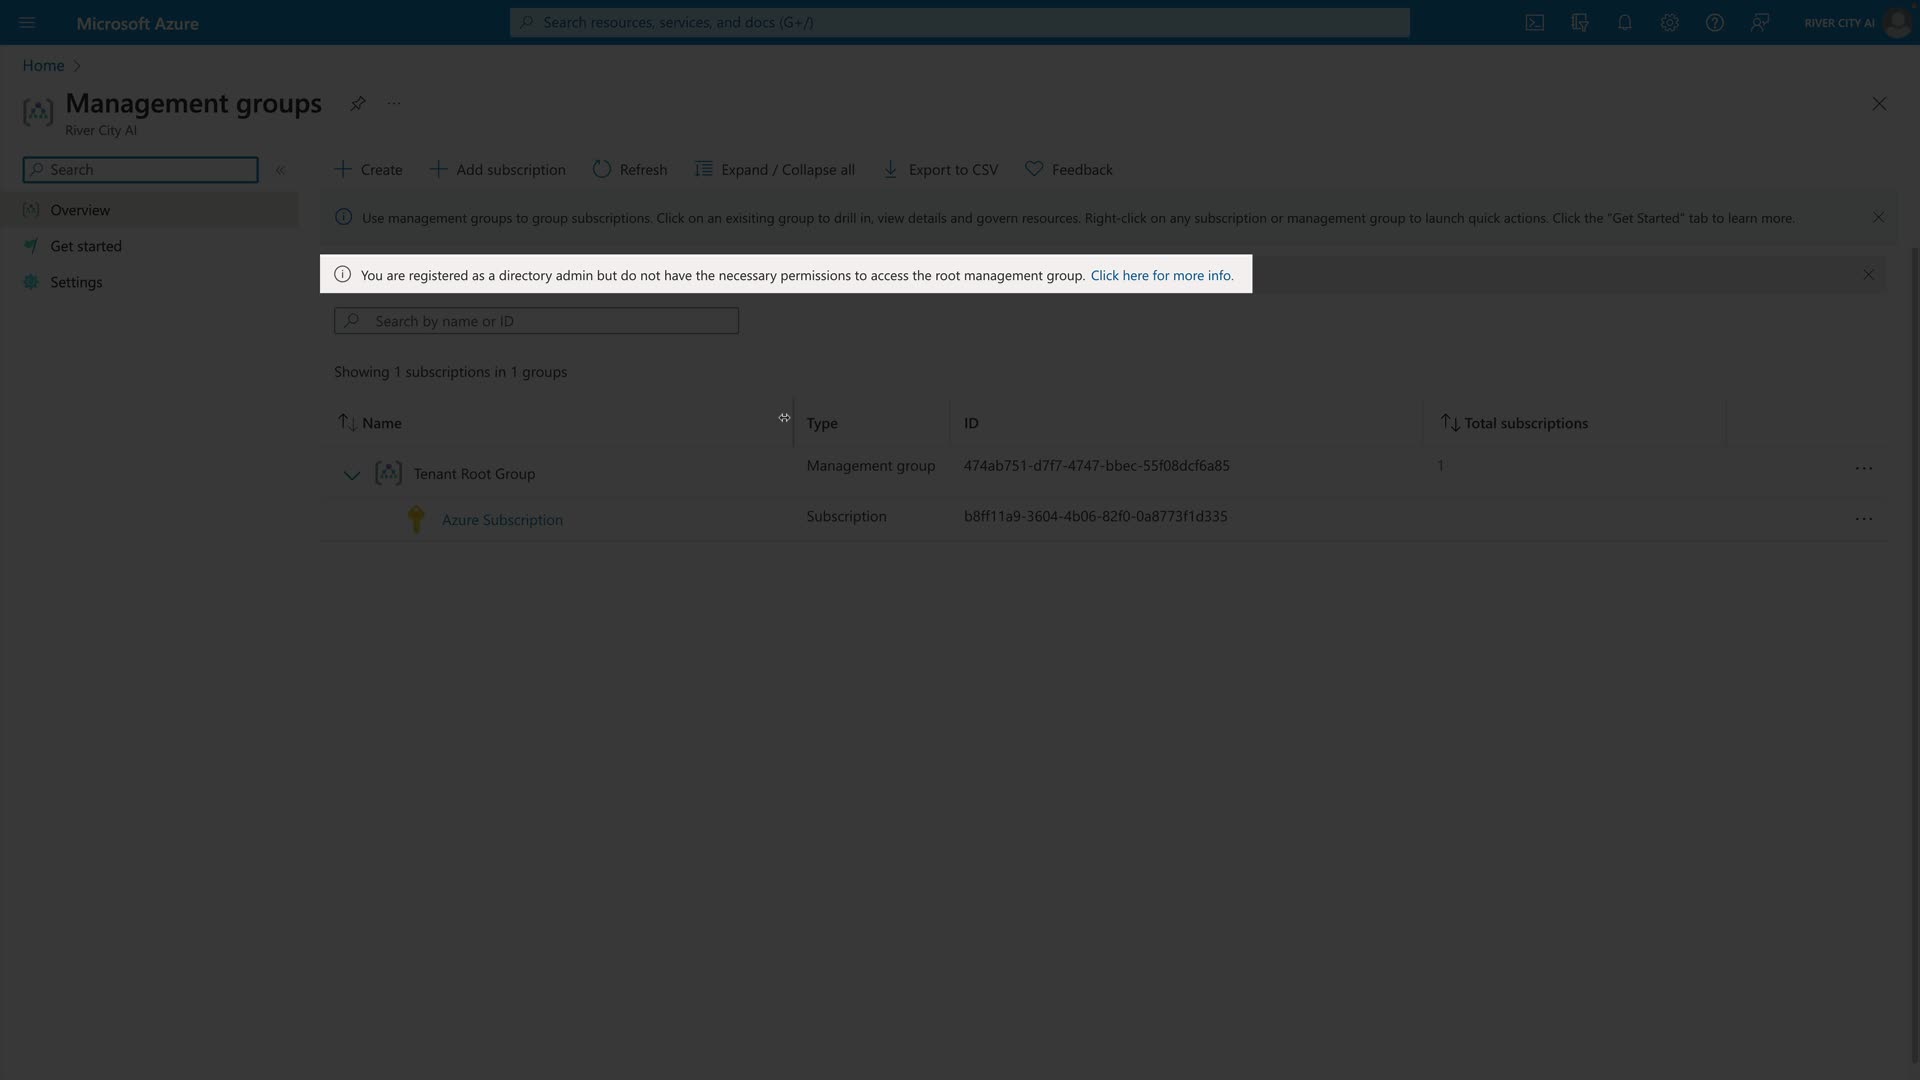 Microsoft Azure
Search resources, services, and docs (G+/)
RIVER CITY AI
Home
Management groups
River City AI
Search
Create
Add subscription
Refresh
Expand / Collapse all
Export to CSV
Feedback
Overview
Get started
Settings
Use management groups to group subscriptions. Click on an exisiting group to drill in, view details and govern resources. Right-click on any subscription or management group to launch quick actions. Click the "Get Started" tab to learn more.
You are registered as a directory admin but do not have the necessary permissions to access the root management group. Click here for more info.
Search by name or ID
Showing 1 subscriptions in 1 groups
Name Type ID Total subscriptions
Tenant Root Group Management group 474ab751-d7f7-4747-bbec-55f08dcf6a85 1
Azure Subscription Subscription b8ff11a9-3604-4b06-82f0-0a8773f1d335